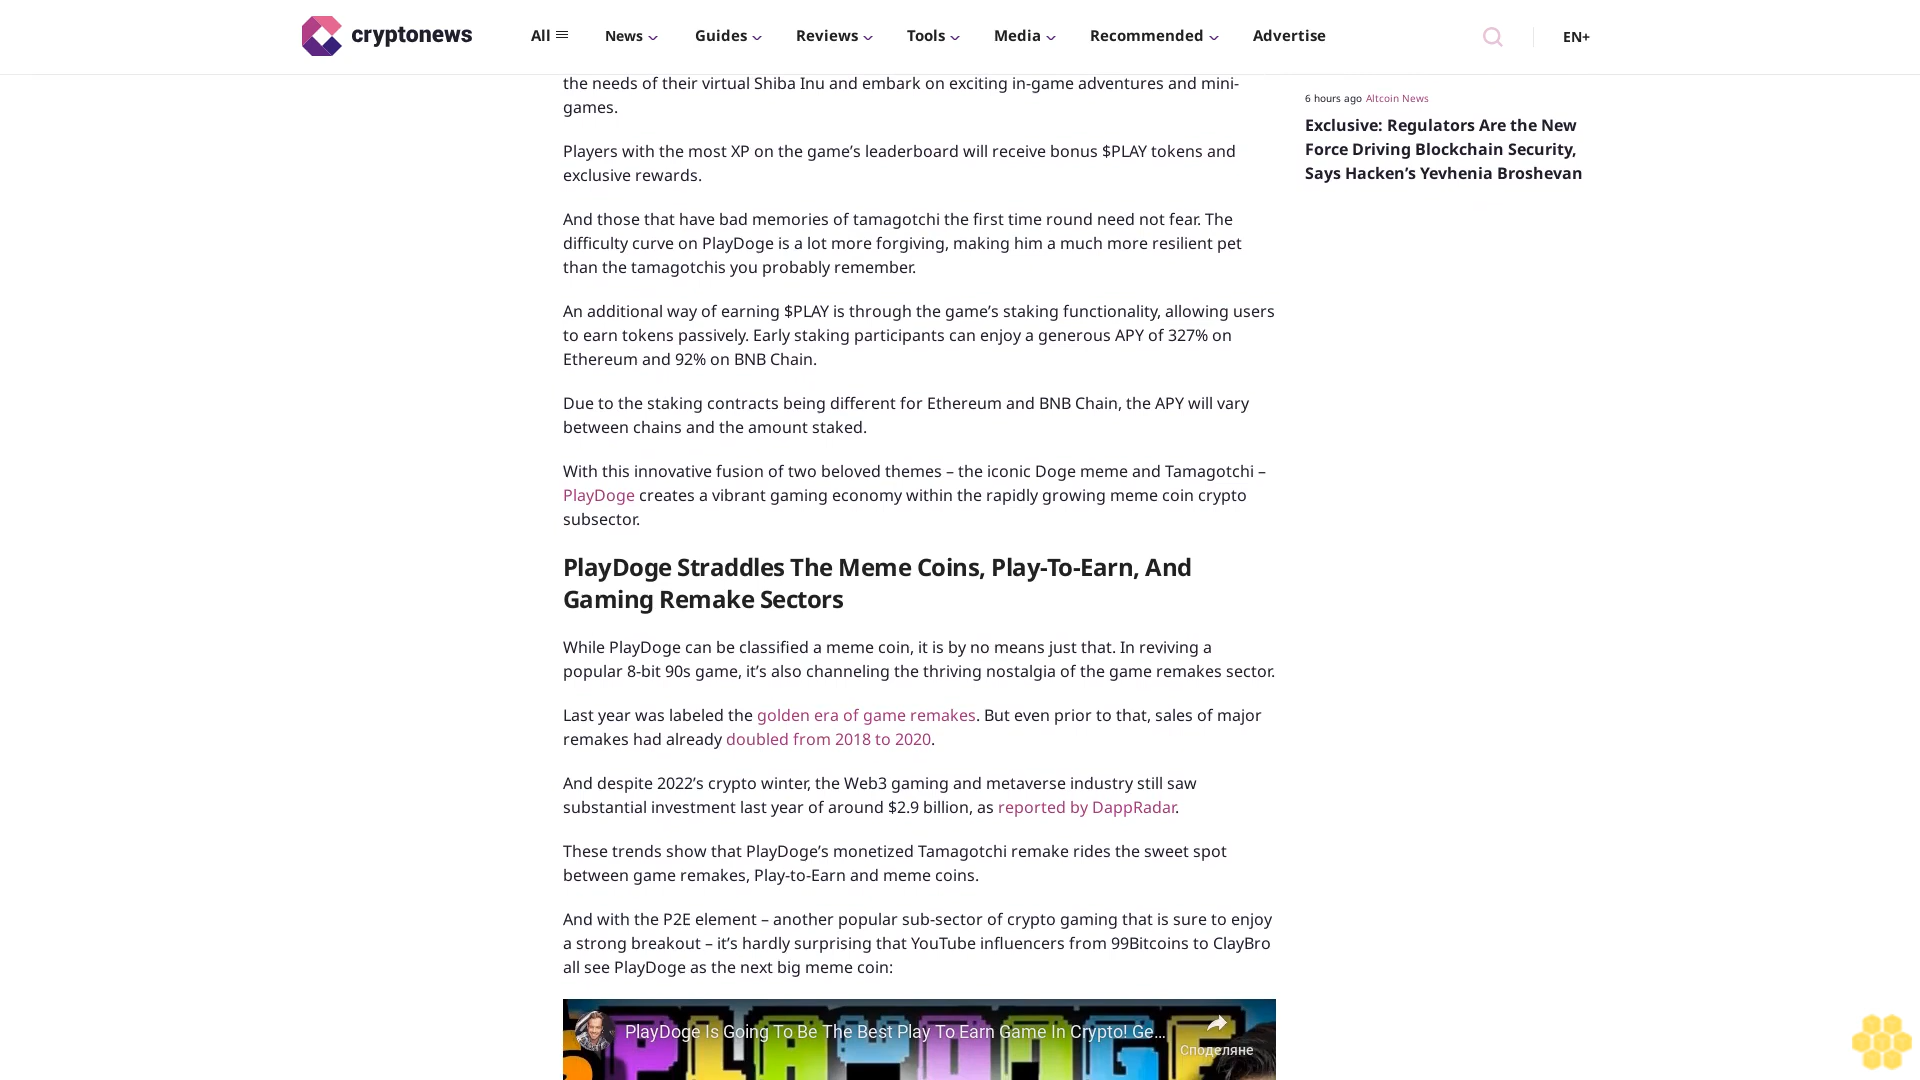 cryptonews
All
News
Guides
Reviews
Tools
Media
Recommended
Advertise
EN+
the needs of their virtual Shiba Inu and embark on exciting in-game adventures and mini-
games.
Players with the most XP on the game’s leaderboard will receive bonus $PLAY tokens and
exclusive rewards.
And those that have bad memories of tamagotchi the first time round need not fear. The
difficulty curve on PlayDoge is a lot more forgiving, making him a much more resilient pet
than the tamagotchis you probably remember.
An additional way of earning $PLAY is through the game’s staking functionality, allowing users
to earn tokens passively. Early staking participants can enjoy a generous APY of 327% on
Ethereum and 92% on BNB Chain.
Due to the staking contracts being different for Ethereum and BNB Chain, the APY will vary
between chains and the amount staked.
With this innovative fusion of two beloved themes – the iconic Doge meme and Tamagotchi –
PlayDoge creates a vibrant gaming economy within the rapidly growing meme coin crypto
subsector.
PlayDoge Straddles The Meme Coins, Play-To-Earn, And
Gaming Remake Sectors
While PlayDoge can be classified a meme coin, it is by no means just that. In reviving a
popular 8-bit 90s game, it’s also channeling the thriving nostalgia of the game remakes sector.
Last year was labeled the golden era of game remakes. But even prior to that, sales of major
remakes had already doubled from 2018 to 2020.
And despite 2022’s crypto winter, the Web3 gaming and metaverse industry still saw
substantial investment last year of around $2.9 billion, as reported by DappRadar.
These trends show that PlayDoge’s monetized Tamagotchi remake rides the sweet spot
between game remakes, Play-to-Earn and meme coins.
And with the P2E element – another popular sub-sector of crypto gaming that is sure to enjoy
a strong breakout – it’s hardly surprising that YouTube influencers from 99Bitcoins to ClayBro
all see PlayDoge as the next big meme coin:
PlayDoge Is Going To Be The Best Play To Earn Game In Crypto! Ge...
Споделяне
PLAYDOGE
6 hours ago Altcoin News
Exclusive: Regulators Are the New
Force Driving Blockchain Security,
Says Hacken’s Yevhenia Broshevan